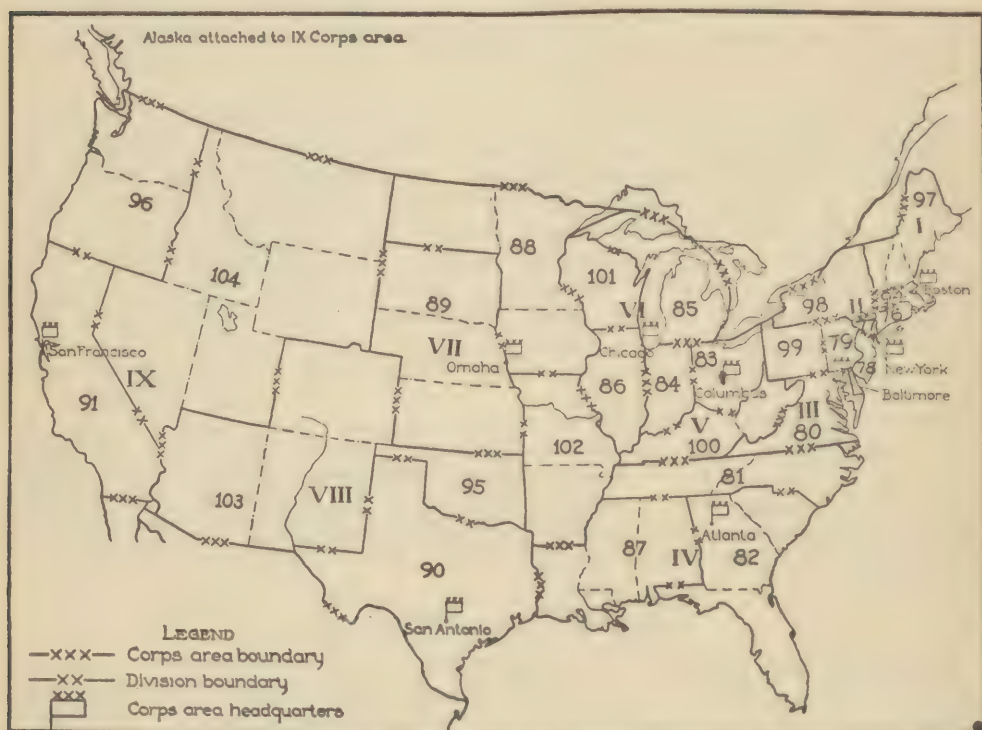 Alaska attached to IX Corps area
96
104
88
89
101
VI
85
97
I
Boston
76
98
II
99
79
78
New York
Baltimore
San Francisco
IX
91
VII
Omaha
Chicago
83
86
84
Columbus
V
100
III
80
102
103
VIII
95
81
Atlanta
87
IV
82
90
San Antonio
LEGEND
Corps area boundary
Division boundary
Corps area headquarters